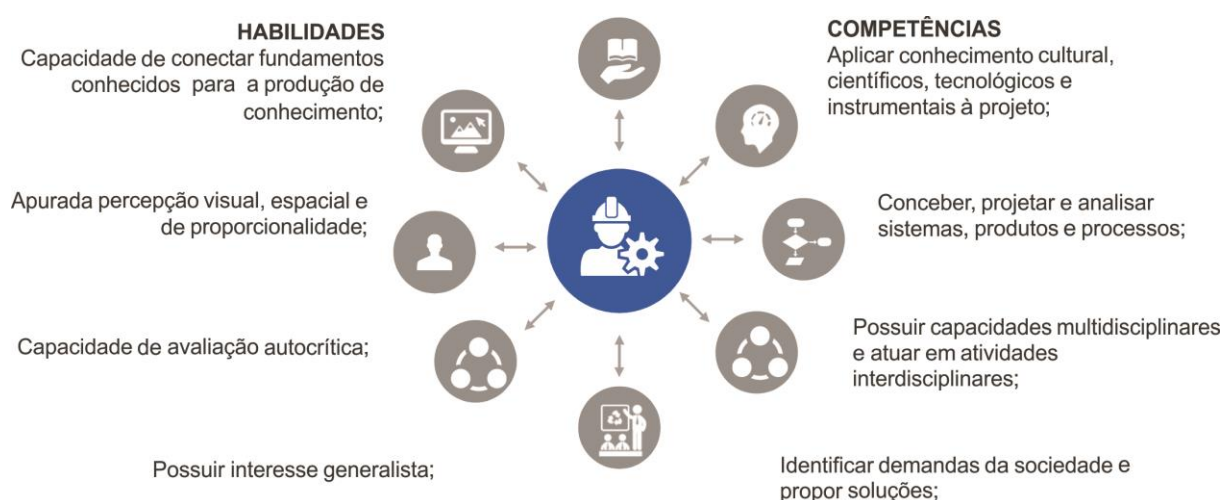 HABILIDADES
Capacidade de conectar fundamentos
conhecidos para a produção de
conhecimento;
Apurada percepção visual, espacial e
de proporcionalidade;
Capacidade de avaliação autocrítica;
Possuir interesse generalista;
COMPETÊNCIAS
Aplicar conhecimento cultural,
científicos, tecnológicos e
instrumentais à projeto;
Conceber, projetar e analisar
sistemas, produtos e processos;
Possuir capacidades multidisciplinares
e atuar em atividades
interdisciplinares;
Identificar demandas da sociedade e
propor soluções;